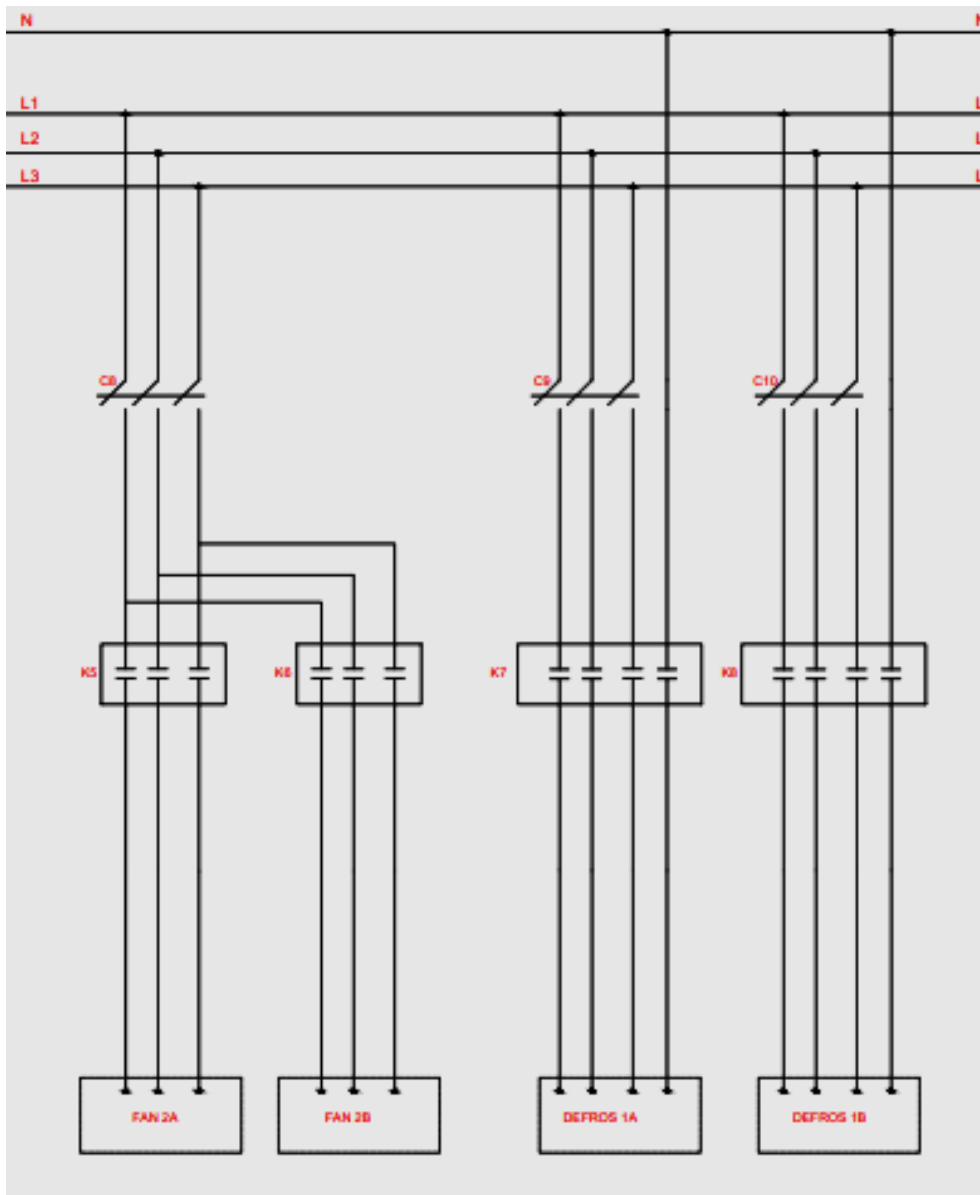 N N
L1 L
L2 L
L3 L
C8 C9 C10
K5 K6 K7 K8
FAN 2A FAN 2B DEFROS 1A DEFROS 1B